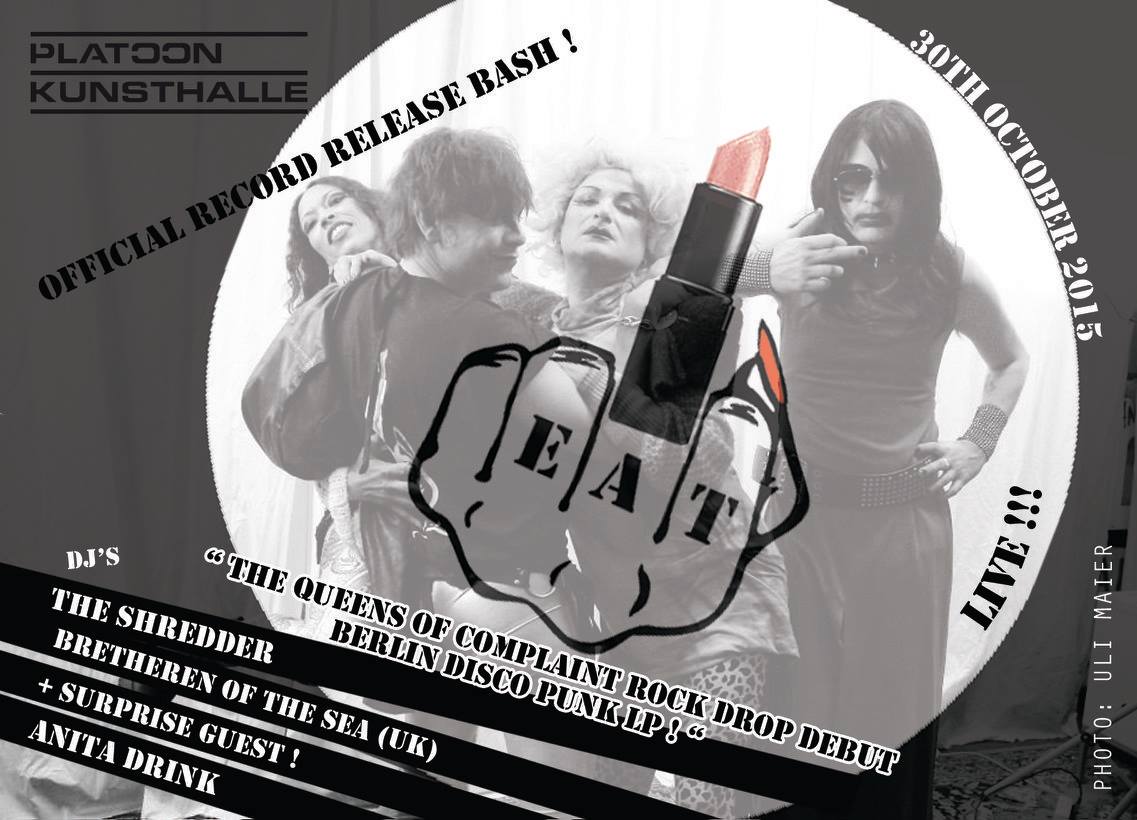 PLATOON
KUNSTHALLE
OFFICIAL RECORD RELEASE BASH !
30TH OCTOBER 2015
EAT
LIVE !!!
DJ'S
THE SHREDDER
BRETHEREN OF THE SEA (UK)
+ SURPRISE GUEST !
ANITA DRINK
“ THE QUEENS OF COMPLAINT ROCK DROP DEBUT
BERLIN DISCO PUNK LP ! “
PHOTO: ULI MAIER